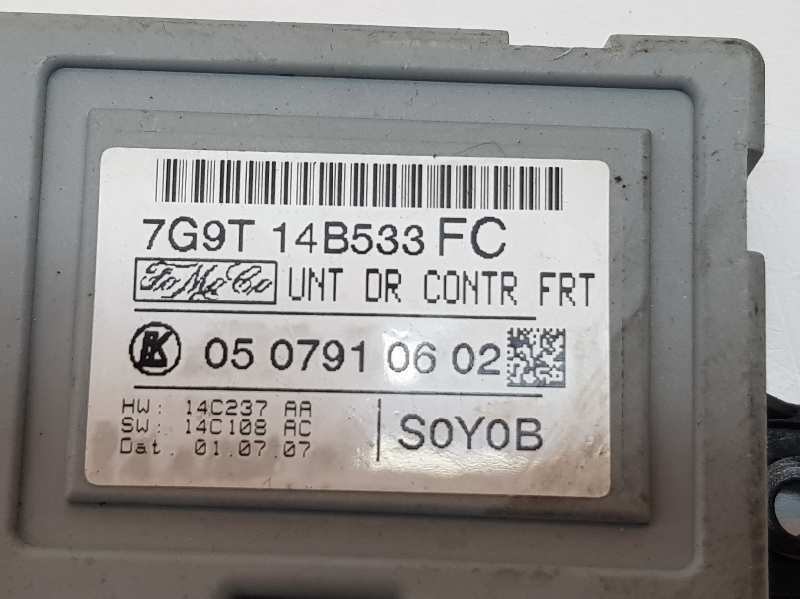 7G9T 14B533 FC
FoMoCo UNT DR CONTR FRT
K 05 0791 06 02
HW: 14C237 AA
SW: 14C108 AC
Dat. 01.07.07
S0Y0B